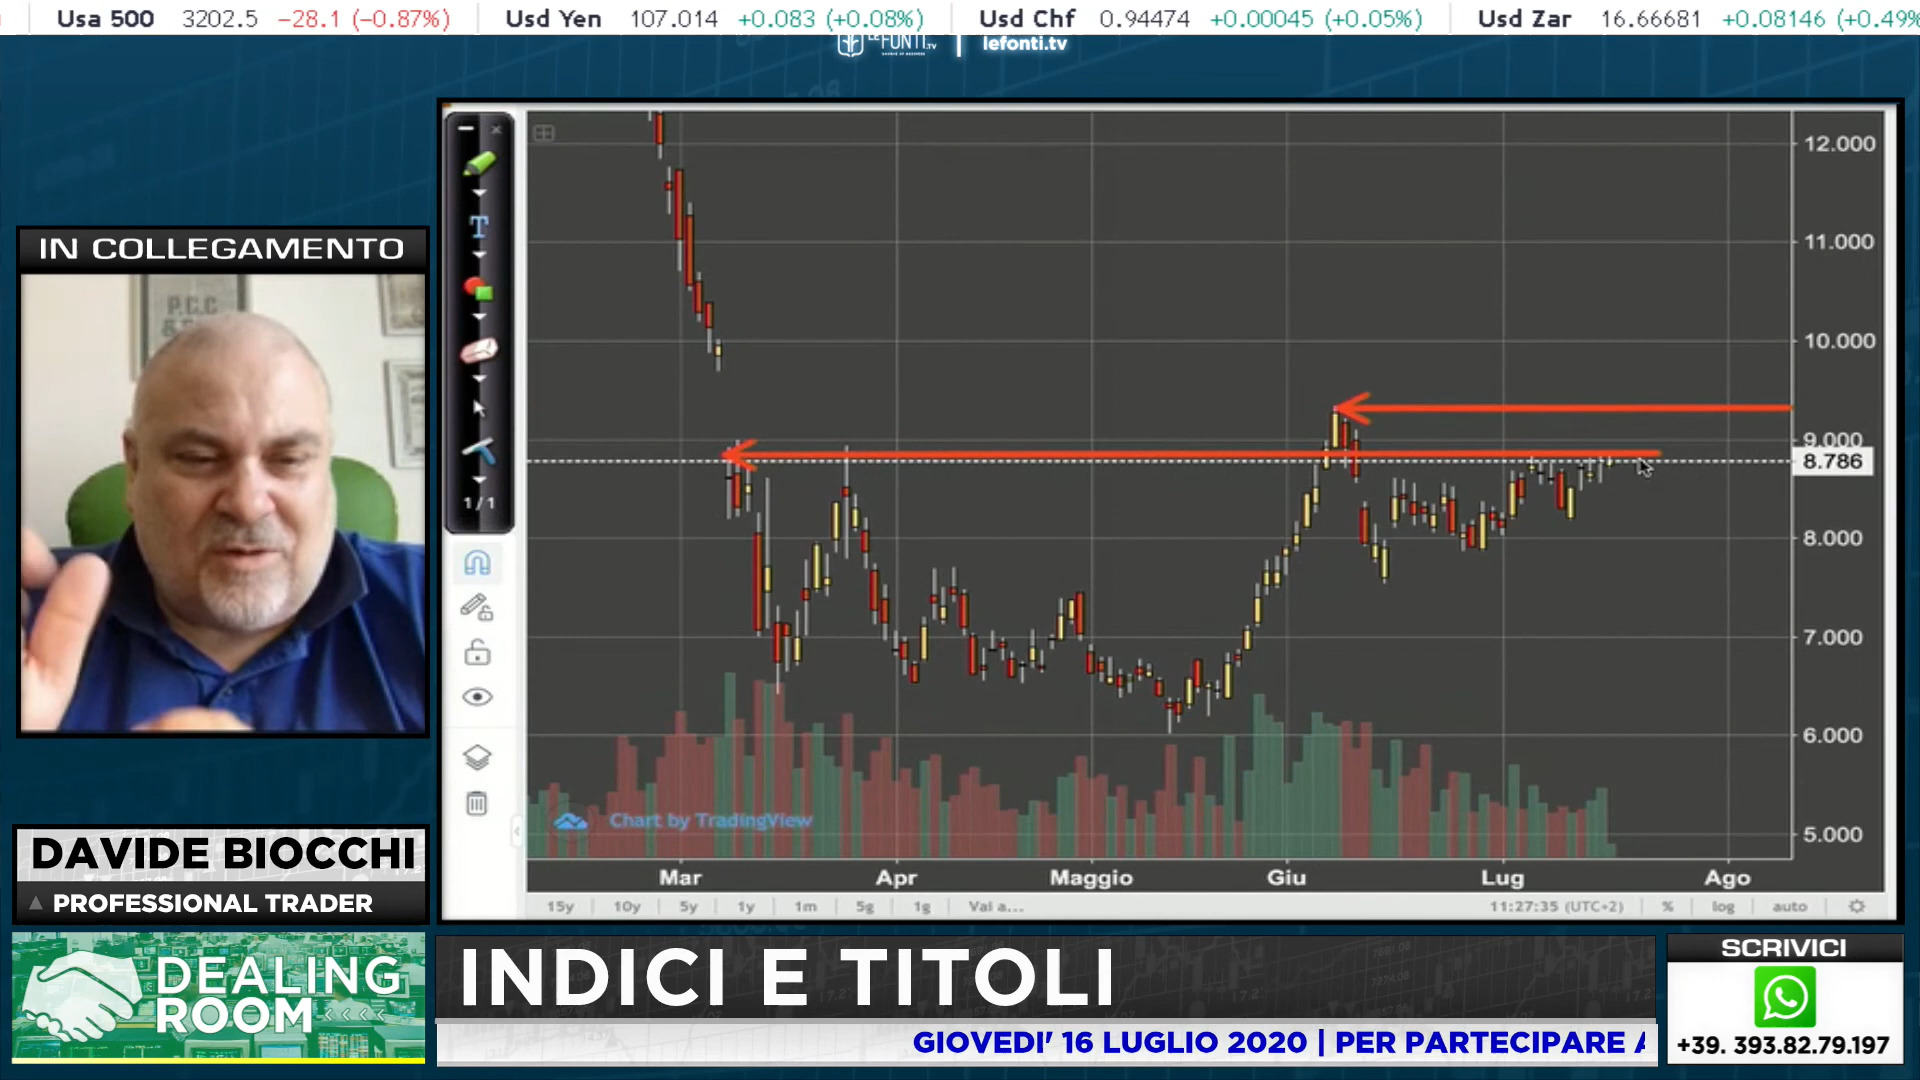 Usa 500 3202.5 −28.1 (−0.87%) Usd Yen 107.014 +0.083 (+0.08%) Usd Chf 0.94474 +0.00045 (+0.05%) Usd Zar 16.66681 +0.08146 (+0.49%
LEFONTI.TV | lefonti.tv
IN COLLEGAMENTO
P.C.C
T
1/1
12.000
11.000
10.000
9.000
8.786
8.000
7.000
6.000
5.000
Chart by TradingView
Mar Apr Maggio Giu Lug Ago
15y 10y 5y 1y 1m 5g 1g Vai a... 11:27:35 (UTC+2) % log auto
DAVIDE BIOCCHI
PROFESSIONAL TRADER
DEALING
ROOM
INDICI E TITOLI
GIOVEDI' 16 LUGLIO 2020 | PER PARTECIPARE
SCRIVICI
+39. 393.82.79.197